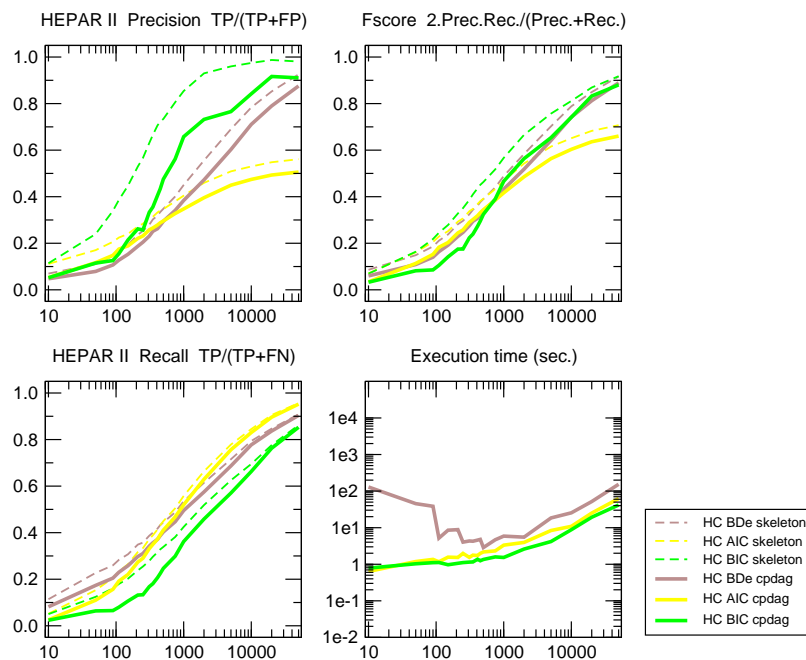 HEPAR II Precision TP/(TP+FP)
1.0
0.8
0.6
0.4
0.2
0.0
10 100 1000 10000
Fscore 2.Prec.Rec./(Prec.+Rec.)
1.0
0.8
0.6
0.4
0.2
0.0
10 100 1000 10000
HEPAR II Recall TP/(TP+FN)
1.0
0.8
0.6
0.4
0.2
0.0
10 100 1000 10000
Execution time (sec.)
1e4
1e3
1e+2
1e+1
1
1e-1
1e-2
10 100 1000 10000
HC BDe skeleton
HC AIC skeleton
HC BIC skeleton
HC BDe cpdag
HC AIC cpdag
HC BIC cpdag